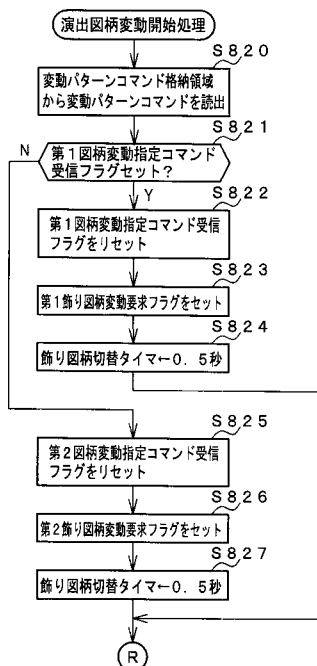 演出図柄変動開始処理
S820
変動パターンコマンド格納領域
から変動パターンコマンドを読出
S821
第1図柄変動指定コマンド
受信フラグセット?
N
Y
S822
第1図柄変動指定コマンド受信
フラグをリセット
S823
第1飾り図柄変動要求フラグをセット
S824
飾り図柄切替タイマ←0.5秒
S825
第2図柄変動指定コマンド受信
フラグをリセット
S826
第2飾り図柄変動要求フラグをセット
S827
飾り図柄切替タイマ←0.5秒
R